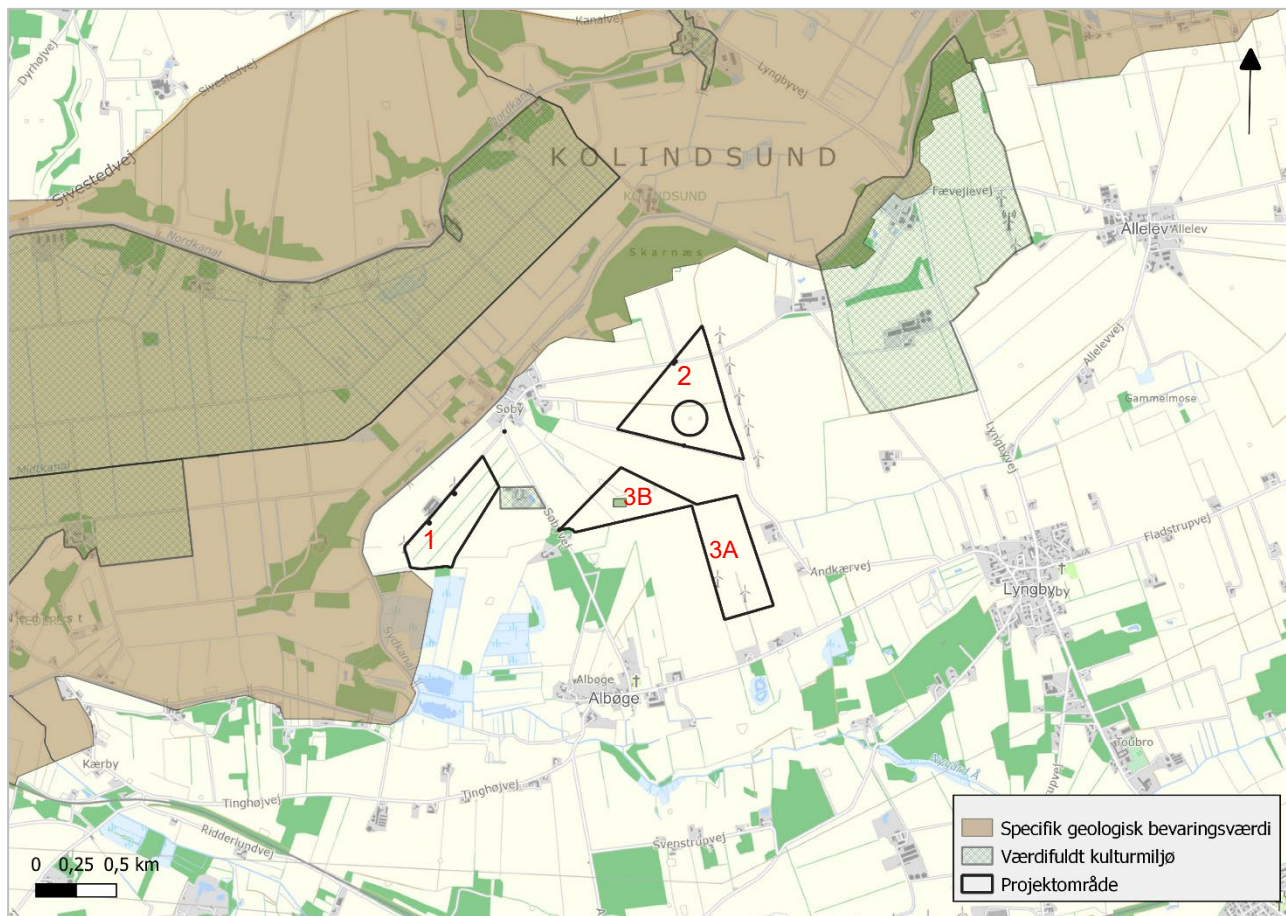 Dyrhøjvej
Sivestedvej
Kanalvej
Lyngbyvej
Nordkanal
Sivestedvej
KOLINDSUND
KOLINDSUND
Fævejlevej
Nordkanal
Allelev
Allelev
Skarnæs
2
Allelevvej
Søby
Gammelmose
Midtkanal
Lyngbyvej
3B
Søbyvej
1
3A
Fladstrupvej
Andkærvej
Lyngby
Sydkanal
Albøge
Albøge
Toubro
Kærby
Tinghøjvej
Tinghøjvej
Ridderlundvej
Svenstrupvej
0 0,25 0,5 km
Specifik geologisk bevaringsværdi
Værdifuldt kulturmiljø
Projektområde